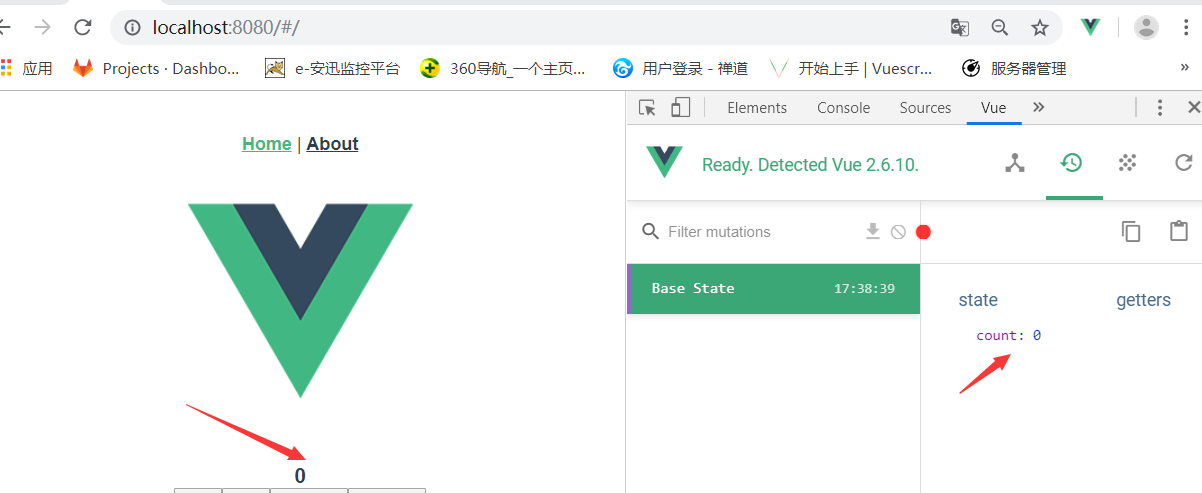 localhost:8080/#/
应用 Projects · Dashbo... e-安迅监控平台 360导航_一个主页... 用户登录 - 禅道 开始上手 | Vuescr... 服务器管理 »
Home | About
Elements Console Sources Vue »
Ready. Detected Vue 2.6.10.
Filter mutations
Base State 17:38:39
state getters
count: 0
0